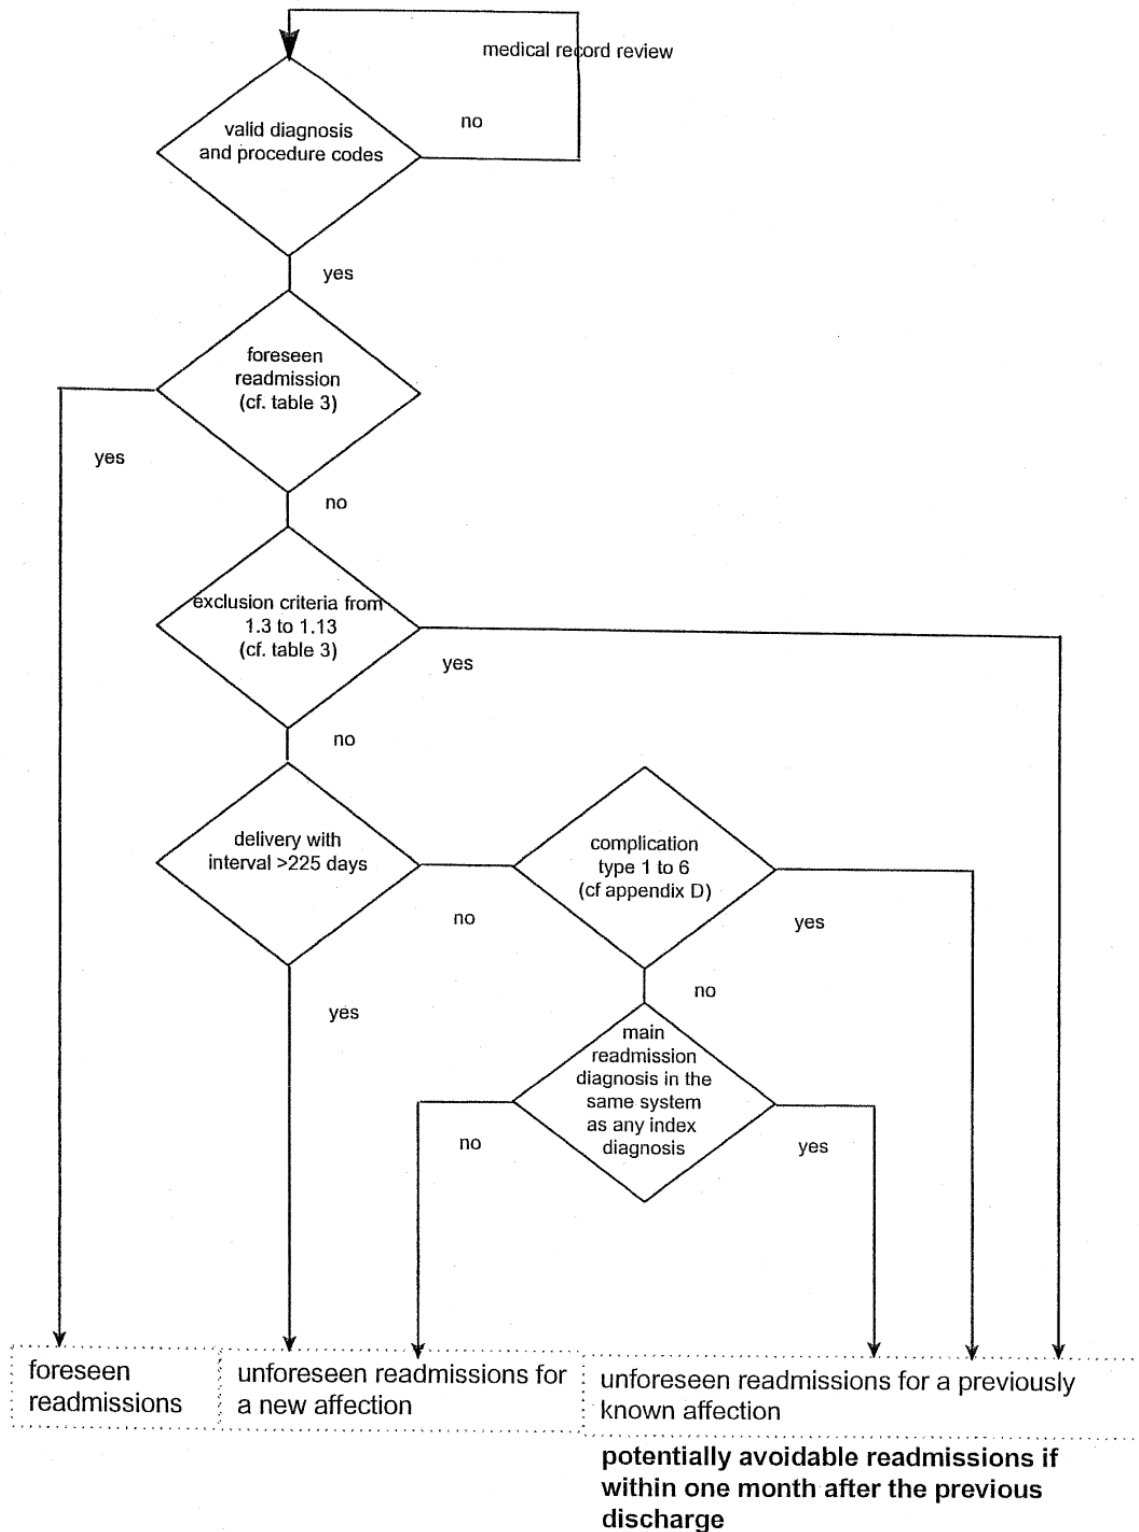 medical record review
no
valid diagnosis
and procedure codes
yes
foreseen
readmission
(cf. table 3)
yes
no
exclusion criteria from
1.3 to 1.13
(cf. table 3)
yes
no
delivery with
interval >225 days
complication
type 1 to 6
(cf appendix D)
no
yes
no
yes
main
readmission
diagnosis in the
same system
as any index
diagnosis
no
yes
foreseen
readmissions
unforeseen readmissions for
a new affection
unforeseen readmissions for a previously
known affection
potentially avoidable readmissions if
within one month after the previous
discharge